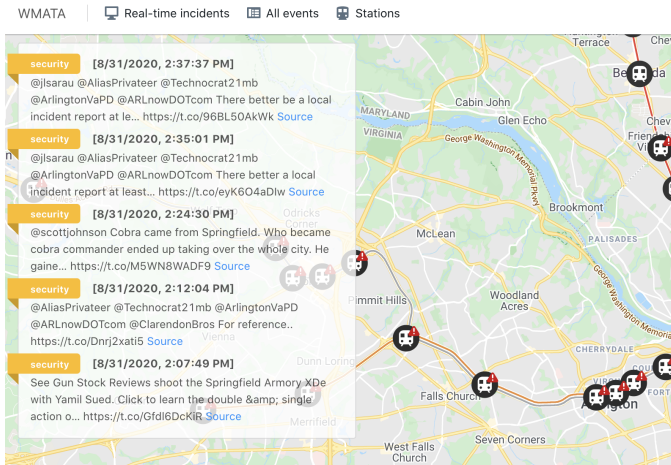 WMATA Real-time incidents All events Stations
security [8/31/2020, 2:37:37 PM]
@jlsarau @AliasPrivateer @Technocrat21mb
@ArlingtonVaPD @ARLnowDOTcom There better be a local
incident report at le... https://t.co/96BL50AkWk Source
security [8/31/2020, 2:35:01 PM]
@jlsarau @AliasPrivateer @Technocrat21mb
@ArlingtonVaPD @ARLnowDOTcom There better a local
incident report at least... https://t.co/eyK6O4aDIw Source
security [8/31/2020, 2:24:30 PM]
@scottjohnson Cobra came from Springfield. Who became
cobra commander ended up taking over the whole city. He
gaine... https://t.co/M5WN8WADF9 Source
security [8/31/2020, 2:12:04 PM]
@AliasPrivateer @Technocrat21mb @ArlingtonVaPD
@ARLnowDOTcom @ClarendonBros For reference..
https://t.co/Dnrj2xati5 Source
security [8/31/2020, 2:07:49 PM]
See Gun Stock Reviews shoot the Springfield Armory XDe
with Yamil Sued. Click to learn the double &amp; single
action o... https://t.co/Gfdl6DcKiR Source
Odricks
Corner
Vienna
Dunn Loring
Merrifield
Terrace
Cabin John
Glen Echo
MARYLAND
VIRGINIA
George Washington Memorial Pkwy
Brookmont
McLean
PALISADES
Pimmit Hills
Woodland
Acres
George Washington Memorial
CHERRYDALE
Falls Church
Seven Corners
West Falls
Church
FORT